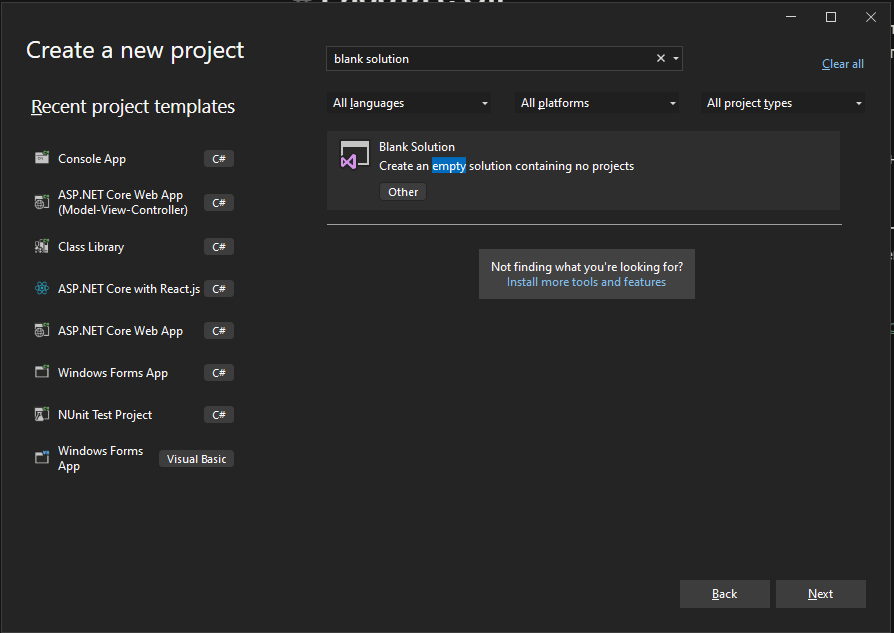 Create a new project
Recent project templates
Console App
C#
ASP.NET Core Web App
(Model-View-Controller)
C#
Class Library
C#
ASP.NET Core with React.js
C#
ASP.NET Core Web App
C#
Windows Forms App
C#
NUnit Test Project
C#
Windows Forms
App
Visual Basic
blank solution
Clear all
All languages
All platforms
All project types
Blank Solution
Create an empty solution containing no projects
Other
Not finding what you're looking for?
Install more tools and features
Back
Next